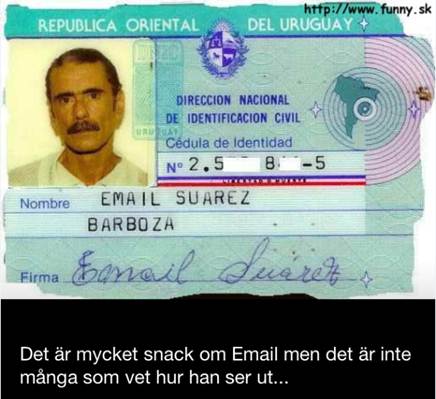 http://www.funny.sk
REPUBLICA ORIENTAL DEL URUGUAY
DIRECCION NACIONAL
DE IDENTIFICACION CIVIL
URUGUAY
Cédula de Identidad
Nº 2.5 8 -5
Nombre EMAIL SUAREZ
BARBOZA
Firma Email Suárez
Det är mycket snack om Email men det är inte
många som vet hur han ser ut...